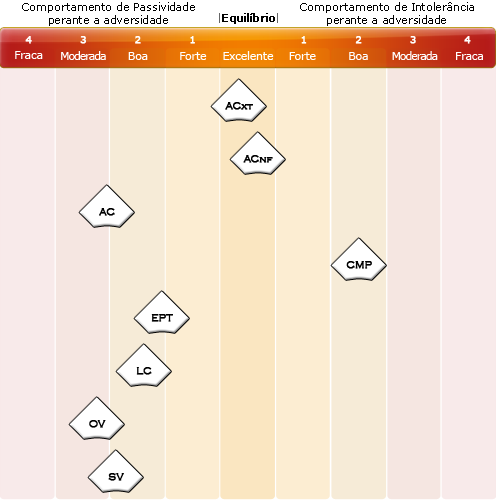 Comportamento de Passividade
perante a adversidade
|Equilíbrio|
Comportamento de Intolerância
perante a adversidade
4 3 2 1 1 2 3 4
Fraca Moderada Boa Forte Excelente Forte Boa Moderada Fraca
ACXT
ACNF
AC
CMP
EPT
LC
OV
SV